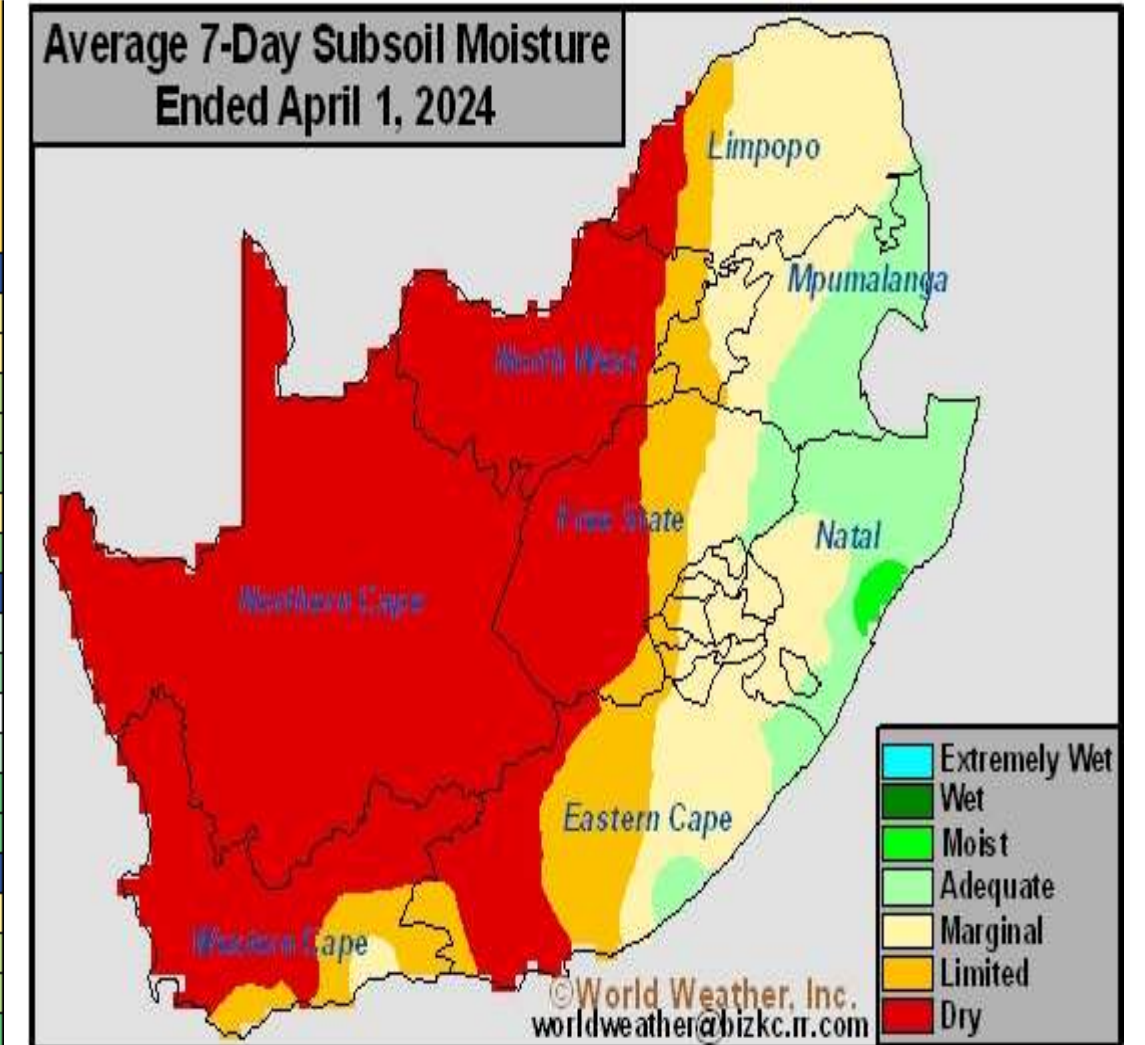 Average 7-Day Subsoil Moisture
Ended April 1, 2024
Limpopo
Mpumalanga
North West
Free State
Natal
Northern Cape
Eastern Cape
Western Cape
Extremely Wet
Wet
Moist
Adequate
Marginal
Limited
Dry
©World Weather, Inc.
worldweather@bizkc.rr.com